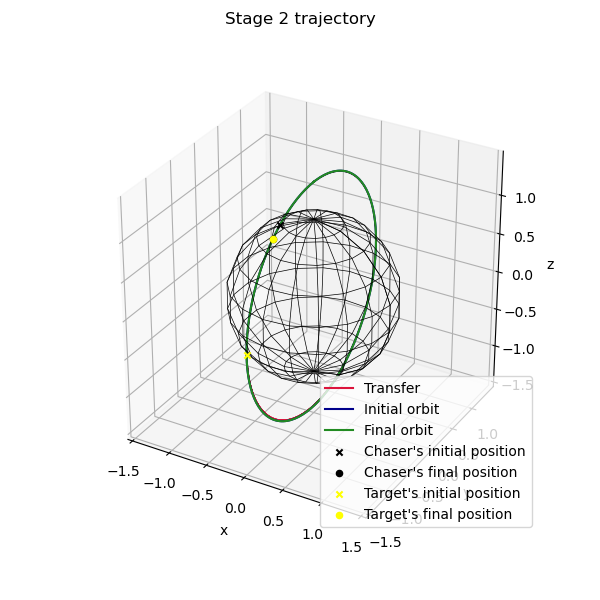 Stage 2 trajectory
z
1.0
0.5
0.0
−0.5
−1.0
−1.5
Transfer
Initial orbit
Final orbit
Chaser's initial position
Chaser's final position
Target's initial position
Target's final position
1.0
−1.0
−1.5
−1.5
−1.0
−0.5
0.0
0.5
1.0
1.5
x